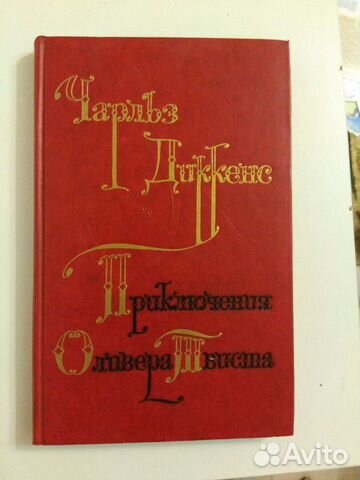 Чарльз
Диккенс
Приключения
Оливера Твиста
Avito